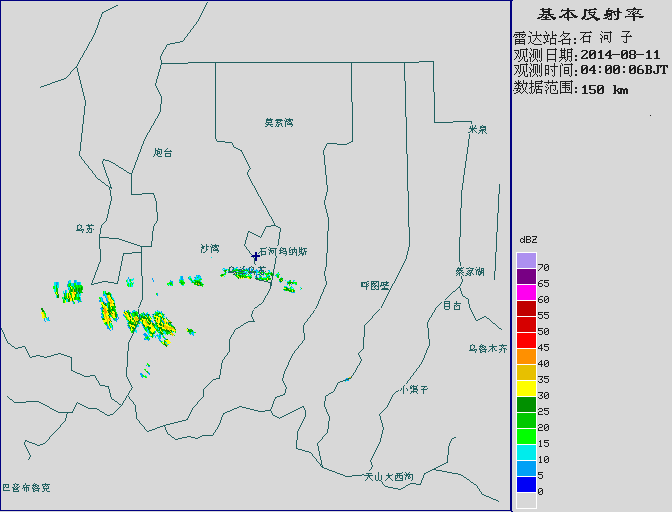 基本反射率
雷达站名:石 河 子
观测日期:2014-08-11
观测时间:04:00:06BJT
数据范围:150 km
莫索湾
米泉
炮台
乌苏
沙湾
石河玛纳斯
蔡家湖
呼图壁
昌台
乌鲁木齐
小渠子
天山大西沟
巴音布鲁克
dBZ
70
65
60
55
50
45
40
35
30
25
20
15
10
5
0